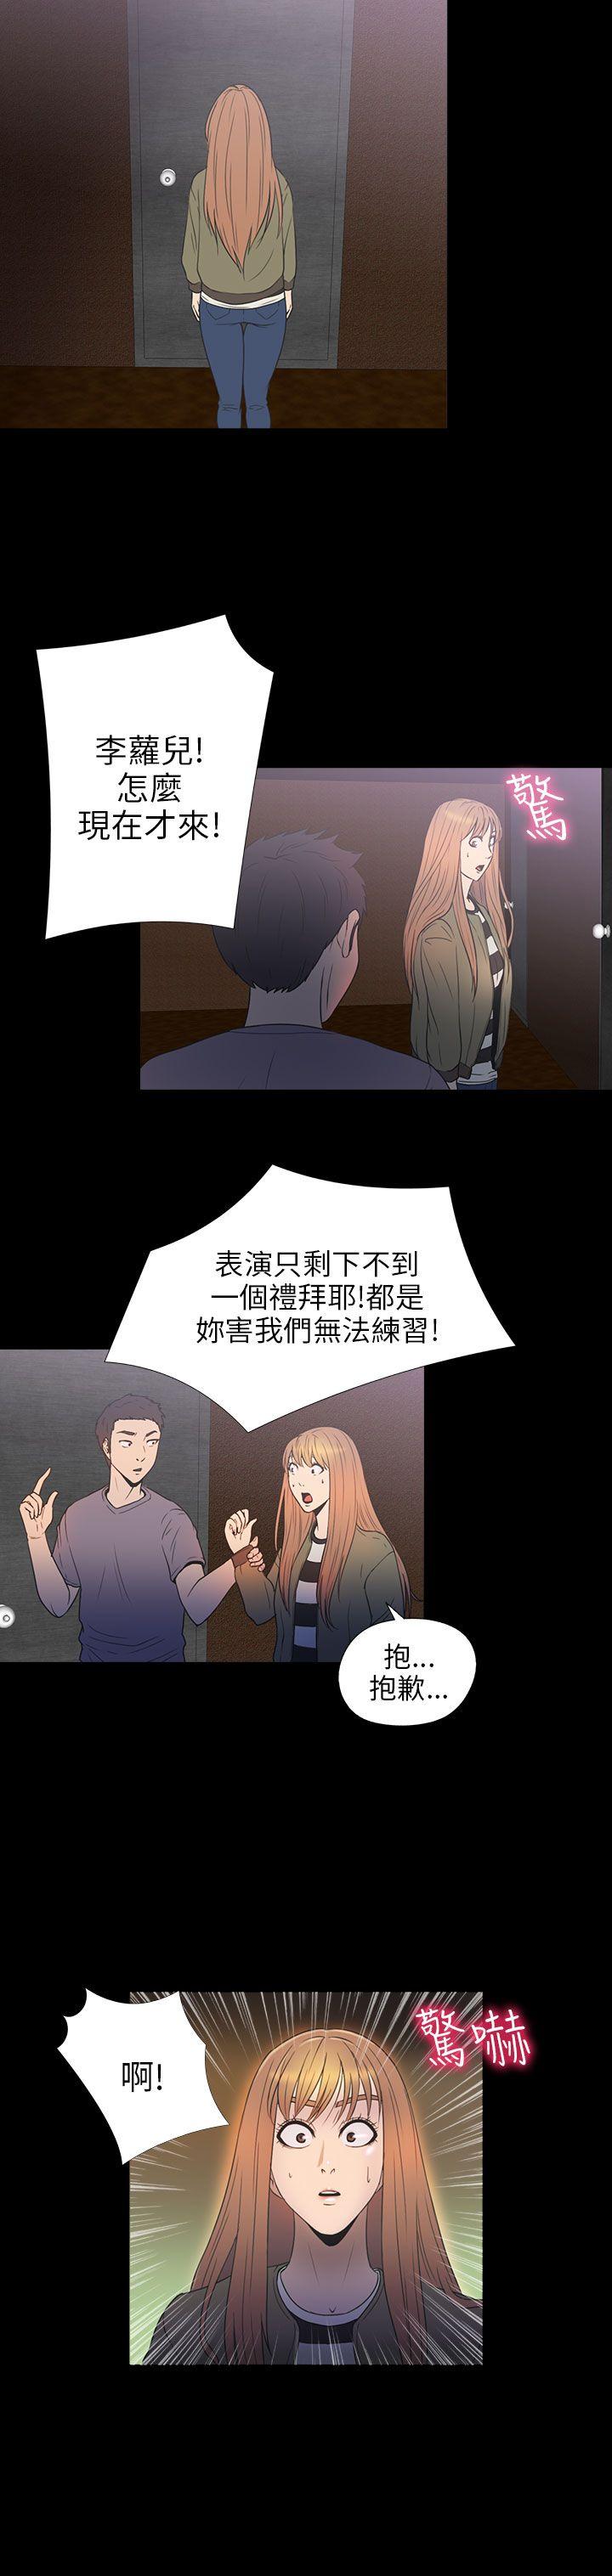 李蘿兒!
怎麼
現在才來!
驚
表演只剩下不到
一個禮拜耶!都是
妳害我們無法練習!
抱...
抱歉...
驚嚇
啊!